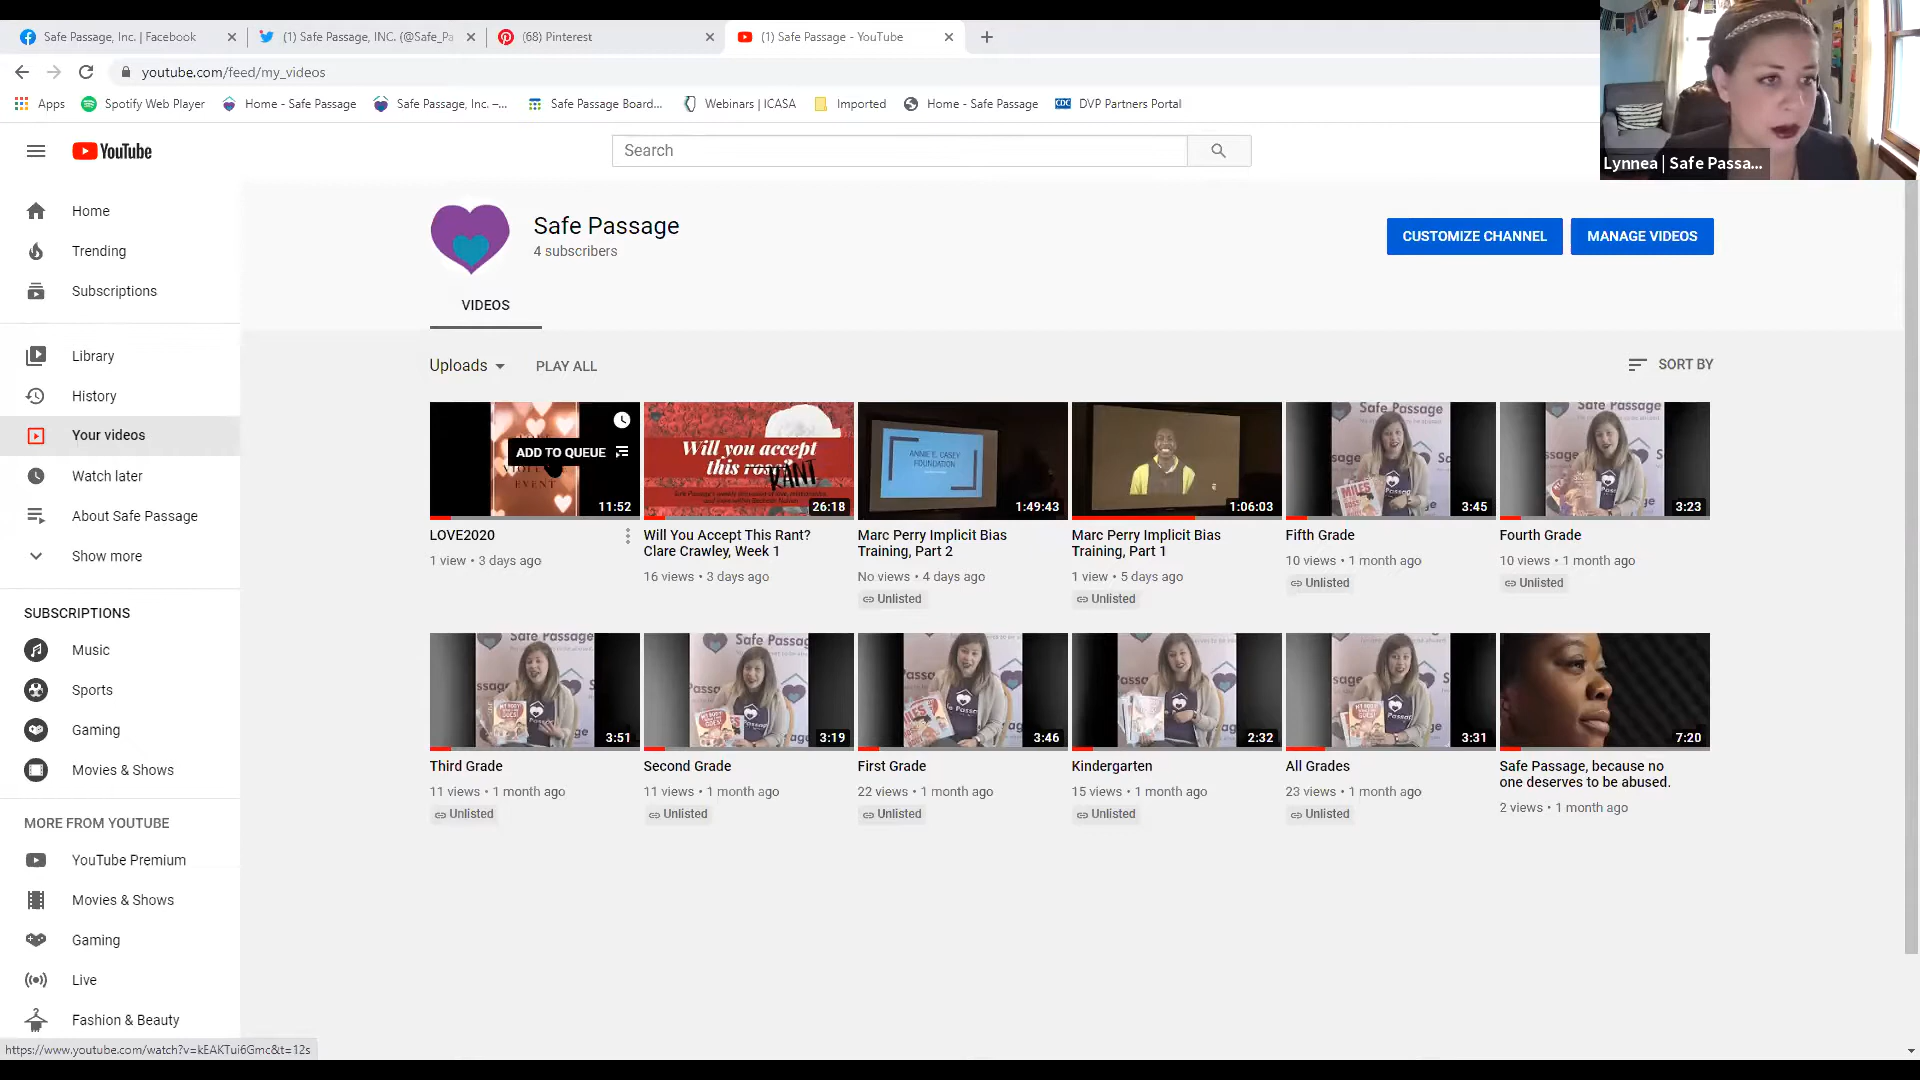 Safe Passage, Inc. | Facebook
(1) Safe Passage, INC. (@Safe_Pa
(68) Pinterest
(1) Safe Passage - YouTube
youtube.com/feed/my_videos
Apps
Spotify Web Player
Home - Safe Passage
Safe Passage, Inc. –...
Safe Passage Board...
Webinars | ICASA
Imported
Home - Safe Passage
CDC
DVP Partners Portal
Lynnea | Safe Passa...
YouTube
Search
Home
Trending
Subscriptions
Library
History
Your videos
Watch later
About Safe Passage
Show more
SUBSCRIPTIONS
Music
Sports
Gaming
Movies & Shows
MORE FROM YOUTUBE
YouTube Premium
Movies & Shows
Gaming
Live
Fashion & Beauty
https://www.youtube.com/watch?v=kEAKTui6Gmc&t=12s
Safe Passage
4 subscribers
CUSTOMIZE CHANNEL
MANAGE VIDEOS
VIDEOS
Uploads
PLAY ALL
SORT BY
ADD TO QUEUE
EVENT
11:52
LOVE2020
1 view • 3 days ago
Will you accept
this rose?
RANT
26:18
Will You Accept This Rant?
Clare Crawley, Week 1
16 views • 3 days ago
ANNIE E. CASEY
FOUNDATION
1:49:43
Marc Perry Implicit Bias
Training, Part 2
No views • 4 days ago
Unlisted
1:06:03
Marc Perry Implicit Bias
Training, Part 1
1 view • 5 days ago
Unlisted
Safe Passage
3:45
Fifth Grade
10 views • 1 month ago
Unlisted
Safe Passage
3:23
Fourth Grade
10 views • 1 month ago
Unlisted
Safe Passage
3:51
Third Grade
11 views • 1 month ago
Unlisted
Safe Passage
3:19
Second Grade
11 views • 1 month ago
Unlisted
3:46
First Grade
22 views • 1 month ago
Unlisted
2:32
Kindergarten
15 views • 1 month ago
Unlisted
Safe Passage
3:31
All Grades
23 views • 1 month ago
Unlisted
7:20
Safe Passage, because no
one deserves to be abused.
2 views • 1 month ago